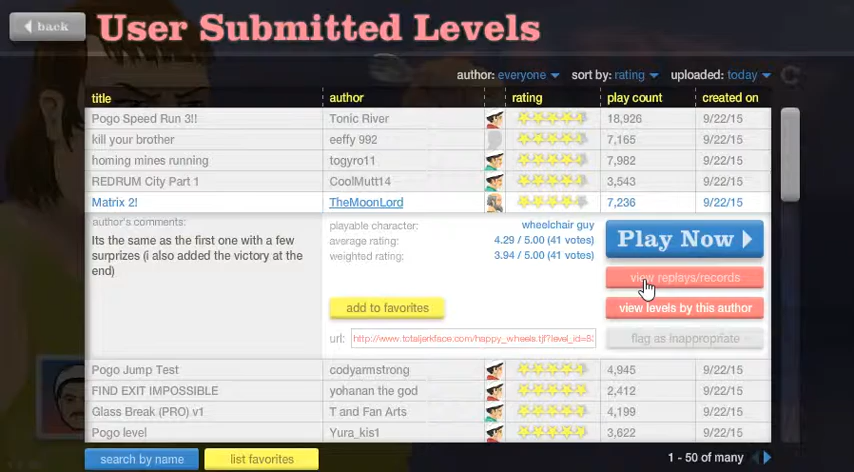 back
User Submitted Levels
author: everyone sort by: rating uploaded: today
title author rating play count created on
Pogo Speed Run 3!! Tonic River 18,926 9/22/15
kill your brother eeffy 992 7,165 9/22/15
homing mines running togyro11 7,982 9/22/15
REDRUM City Part 1 CoolMutt14 3,543 9/22/15
Matrix 2! TheMoonLord 7,236 9/22/15
author's comments:
Its the same as the first one with a few
surprizes (i also added the victory at the
end)
playable character: wheelchair guy
average rating: 4.29 / 5.00 (41 votes)
weighted rating: 3.94 / 5.00 (41 votes)
Play Now
view replays/records
add to favorites
view levels by this author
url: http://www.totaljerkface.com/happy_wheels.tjf?level_id=8
flag as inappropriate
Pogo Jump Test codyarmstrong 4,945 9/22/15
FIND EXIT IMPOSSIBLE yohanan the god 2,412 9/22/15
Glass Break (PRO) v1 T and Fan Arts 4,199 9/22/15
Pogo level Yura_kis1 3,622 9/22/15
search by name list favorites 1 - 50 of many